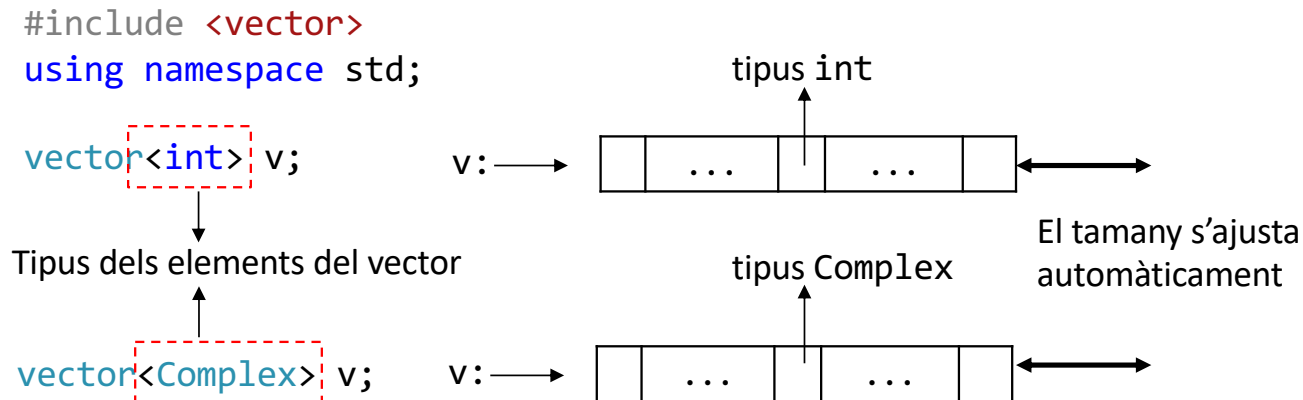 #include <vector>
using namespace std;
tipus int
vector<int> v;
v:
... ...
Tipus dels elements del vector
El tamany s'ajusta
automàticament
tipus Complex
vector<Complex> v;
v:
... ...